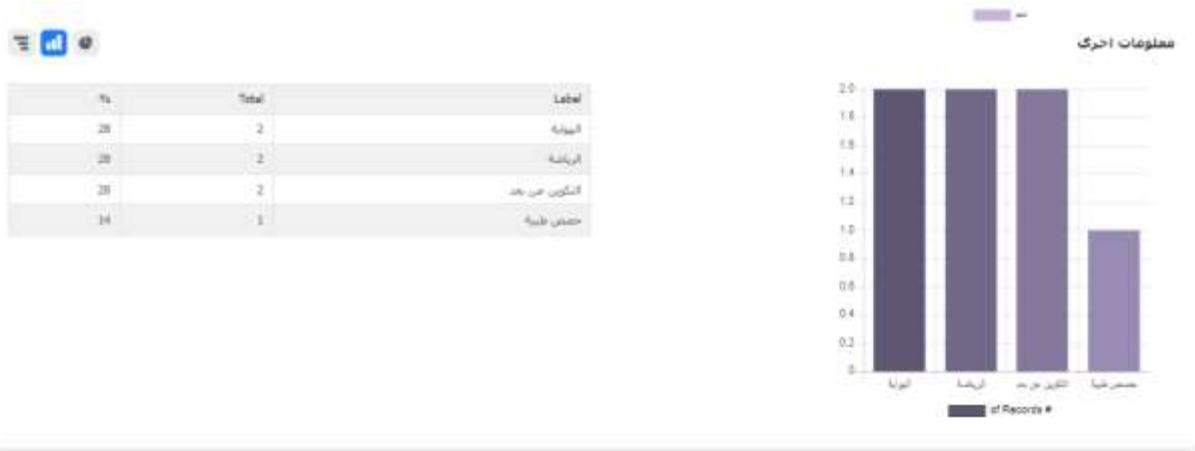 معلومات اخرى
Label Total %
الهواية 2 28
الرياضة 2 28
التكوين عن بعد 2 28
حصص طبية 1 14
2.0
1.8
1.6
1.4
1.2
1.0
0.8
0.6
0.4
0.2
0
الهواية الرياضة التكوين عن بعد حصص طبية
of Records #